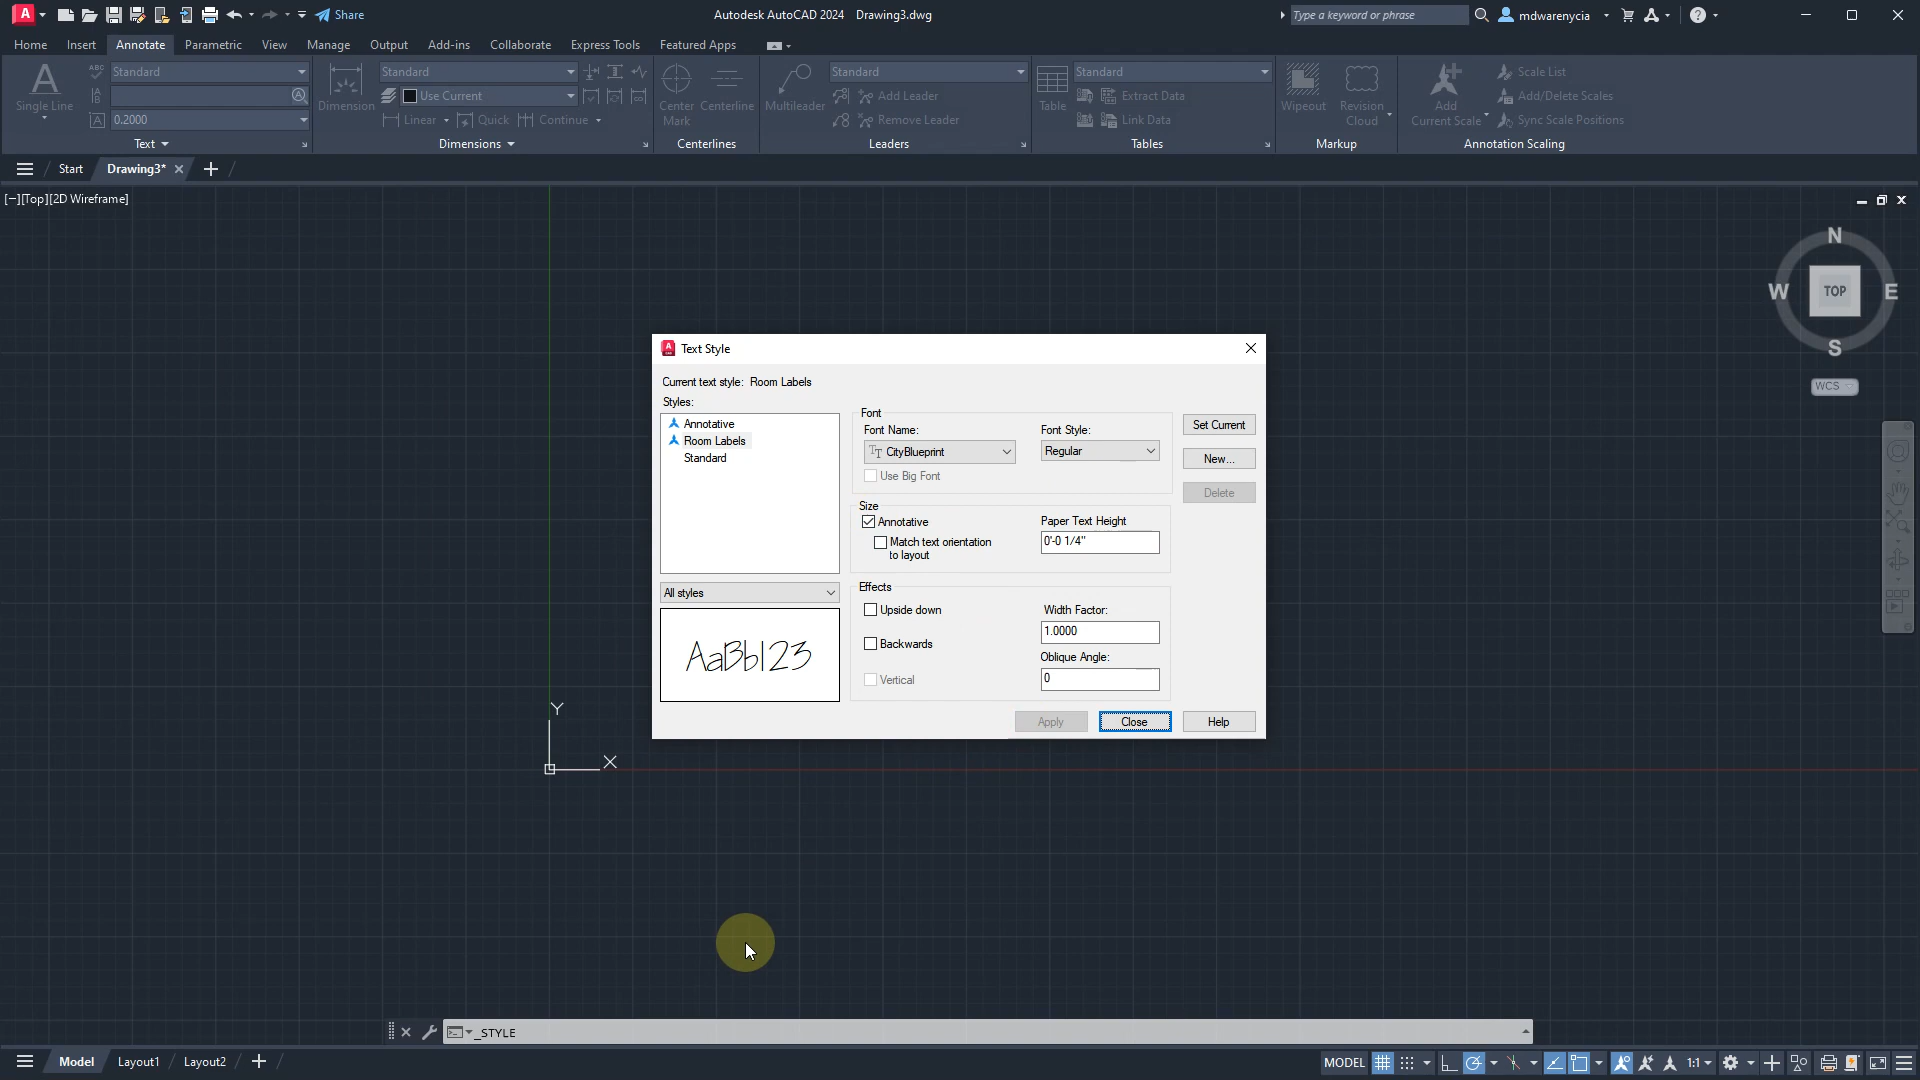 Share
Autodesk AutoCAD 2024 Drawing3.dwg
Type a keyword or phrase
mdwarenycia
Home Insert Annotate Parametric View Manage Output Add-ins Collaborate Express Tools Featured Apps
Single Line
ABC
Standard
0.2000
Text
Dimension
Standard
Use Current
Linear Quick Continue
Dimensions
Center Mark
Centerline
Centerlines
Multileader
Standard
Add Leader
Remove Leader
Leaders
Table
Standard
Extract Data
Link Data
Tables
Wipeout
Revision Cloud
Markup
Add Current Scale
Scale List
Add/Delete Scales
Sync Scale Positions
Annotation Scaling
Start
Drawing3*
[−][Top][2D Wireframe]
N
W TOP E
S
WCS
Text Style
Current text style: Room Labels
Styles:
Annotative
Room Labels
Standard
All styles
AaBb123
Font
Font Name:
CityBlueprint
Font Style:
Regular
Use Big Font
Size
Annotative
Match text orientation
to layout
Paper Text Height
0'-0 1/4"
Effects
Upside down
Backwards
Vertical
Width Factor:
1.0000
Oblique Angle:
0
Set Current
New...
Delete
Apply
Close
Help
Y
X
_STYLE
Model Layout1 Layout2
MODEL
1:1